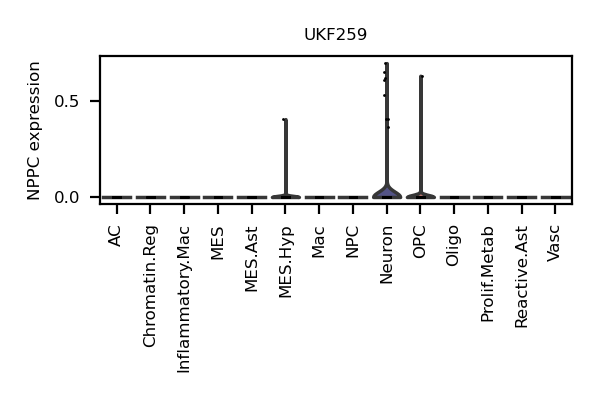 UKF259
NPPC expression
0.5
0.0
AC
Chromatin.Reg
Inflammatory.Mac
MES
MES.Ast
MES.Hyp
Mac
NPC
Neuron
OPC
Oligo
Prolif.Metab
Reactive.Ast
Vasc